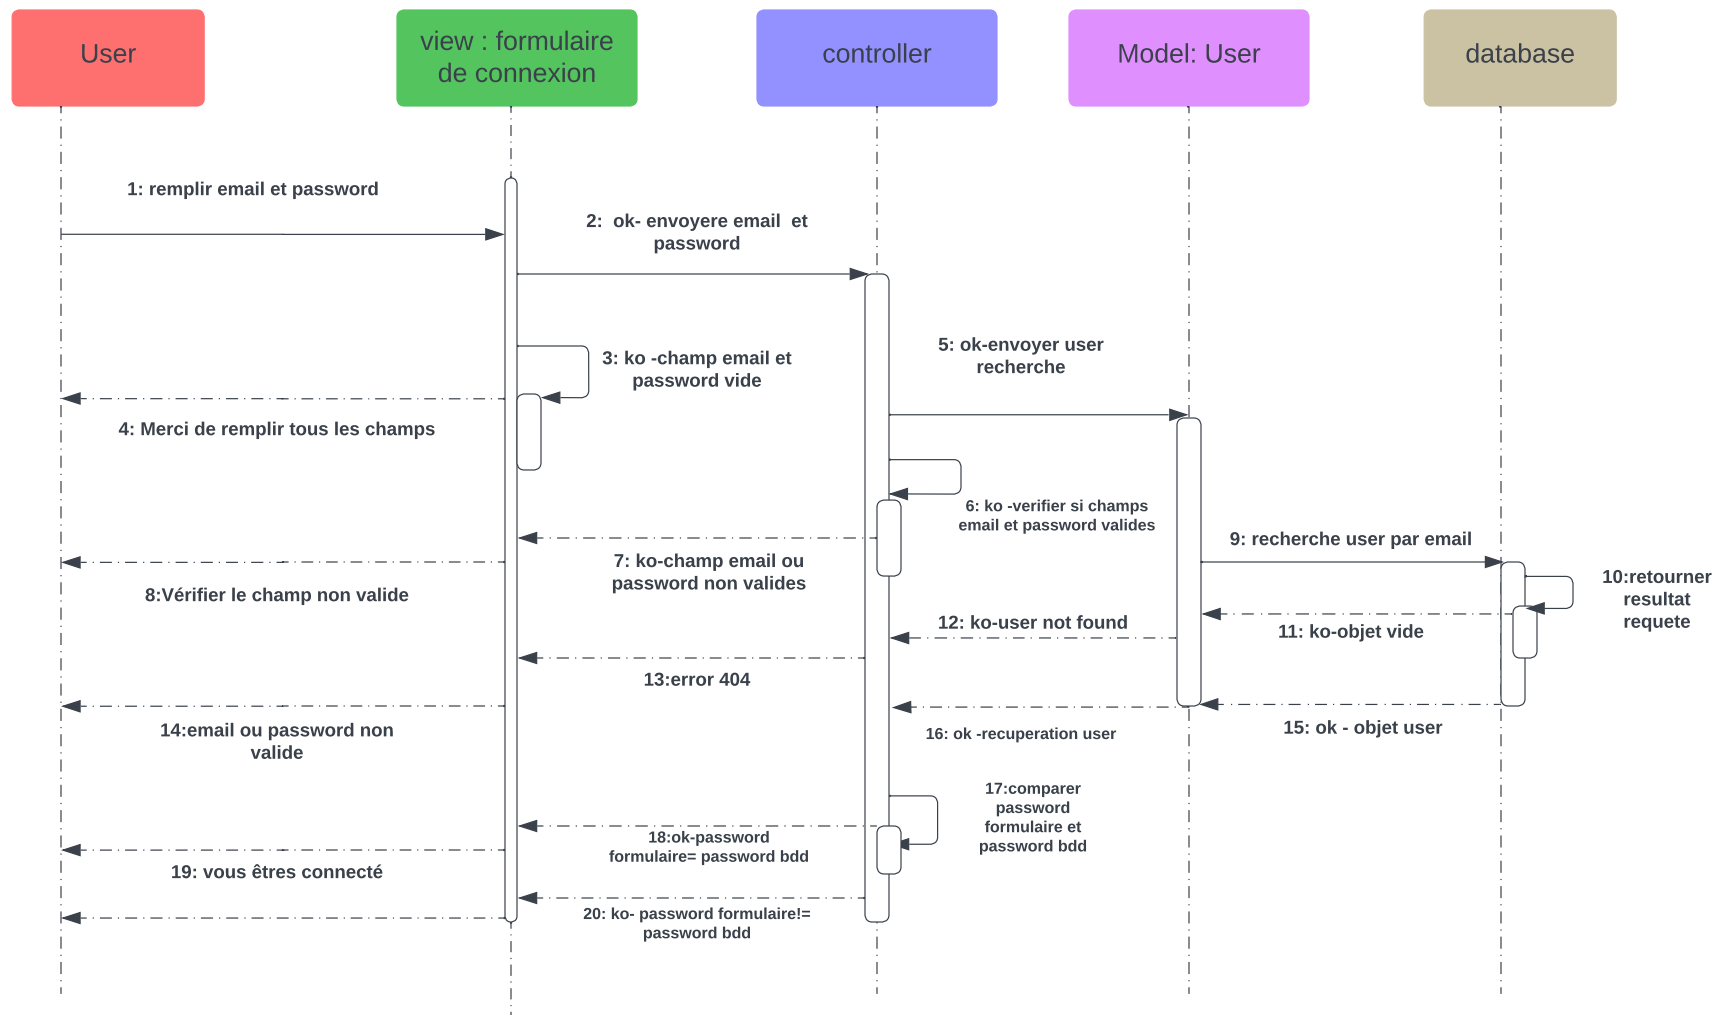 User
view : formulaire
de connexion
controller
Model: User
database
1: remplir email et password
2:  ok- envoyere email  et
password
3: ko -champ email et
password vide
4: Merci de remplir tous les champs
5: ok-envoyer user
recherche
6: ko -verifier si champs
email et password valides
7: ko-champ email ou
password non valides
8:Vérifier le champ non valide
9: recherche user par email
10:retourner
resultat
requete
11: ko-objet vide
12: ko-user not found
13:error 404
14:email ou password non
valide
15: ok - objet user
16: ok -recuperation user
17:comparer
password
formulaire et
password bdd
18:ok-password
formulaire= password bdd
19: vous êtres connecté
20: ko- password formulaire!=
password bdd